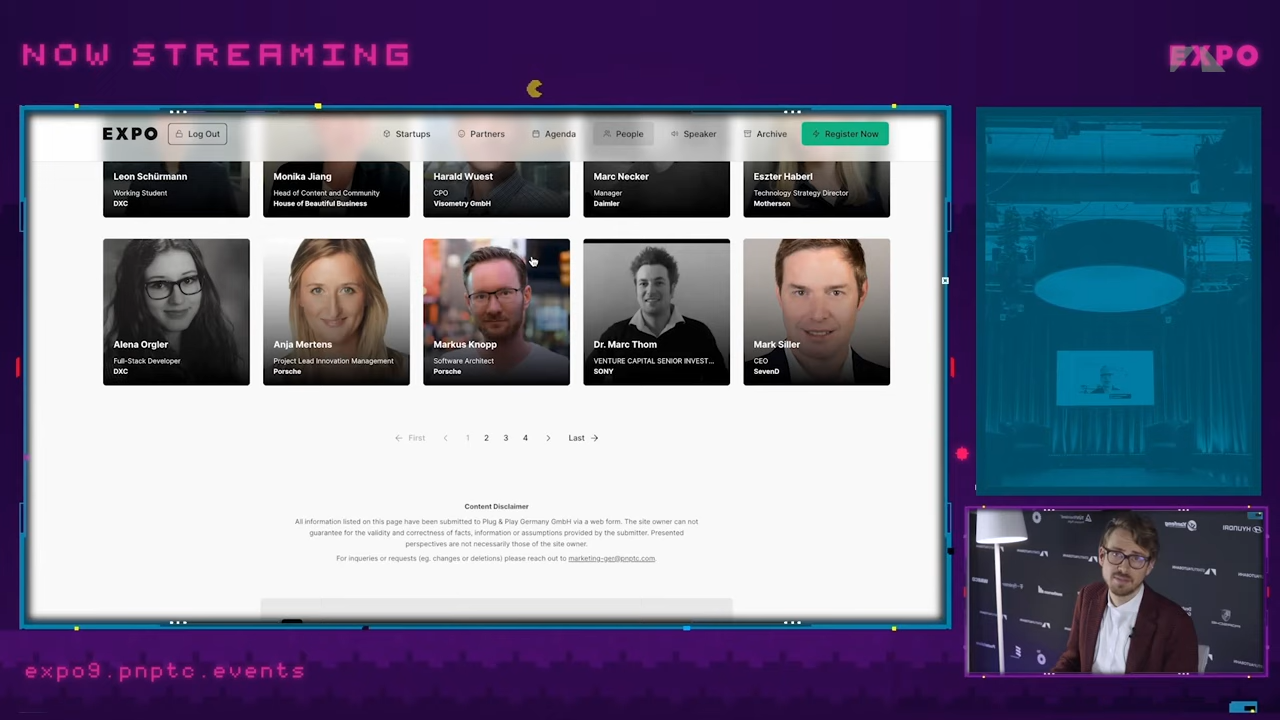 NOW STREAMING
EXPO
EXPO Log Out Startups Partners Agenda People Speaker Archive Register Now
Leon Schürmann
Working Student
DXC
Monika Jiang
Head of Content and Community
House of Beautiful Business
Harald Wuest
CPO
Visometry GmbH
Marc Necker
Manager
Daimler
Eszter Haberl
Technology Strategy Director
Motherson
Alena Orgler
Full-Stack Developer
DXC
Anja Mertens
Project Lead Innovation Management
Porsche
Markus Knopp
Software Architect
Porsche
Dr. Marc Thom
VENTURE CAPITAL SENIOR INVEST...
SONY
Mark Siller
CEO
SevenD
First 1 2 3 4 Last
Content Disclaimer
All information listed on this page have been submitted to Plug & Play Germany GmbH via a web form. The site owner can not
guarantee for the validity and correctness of facts, information or assumptions provided by the submitter. Presented
perspectives are not necessarily those of the site owner.
For inqueries or requests (eg. changes or deletions) please reach out to marketing-ger@pnptc.com.
expo9.pnptc.events